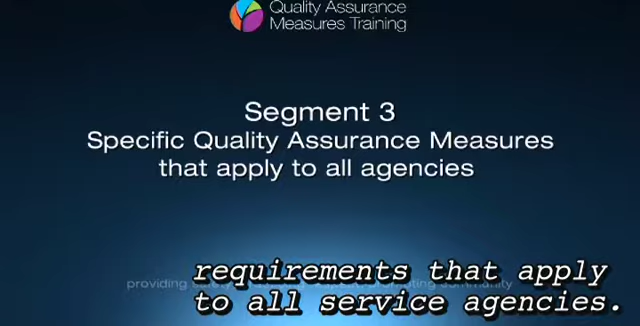 Quality Assurance
Measures Training
Segment 3
Specific Quality Assurance Measures
that apply to all agencies
requirements that apply
providing
to all service agencies.